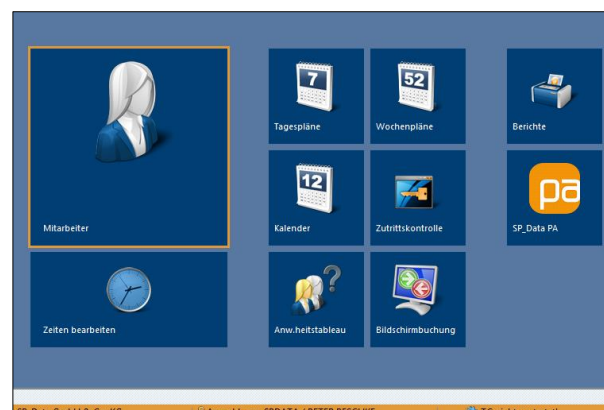 7
52
Tagespläne
Wochenpläne
Berichte
12
pa
Mitarbeiter
Kalender
Zutrittskontrolle
SP_Data PA
?
Zeiten bearbeiten
Anw.heitstableau
Bildschirmbuchung